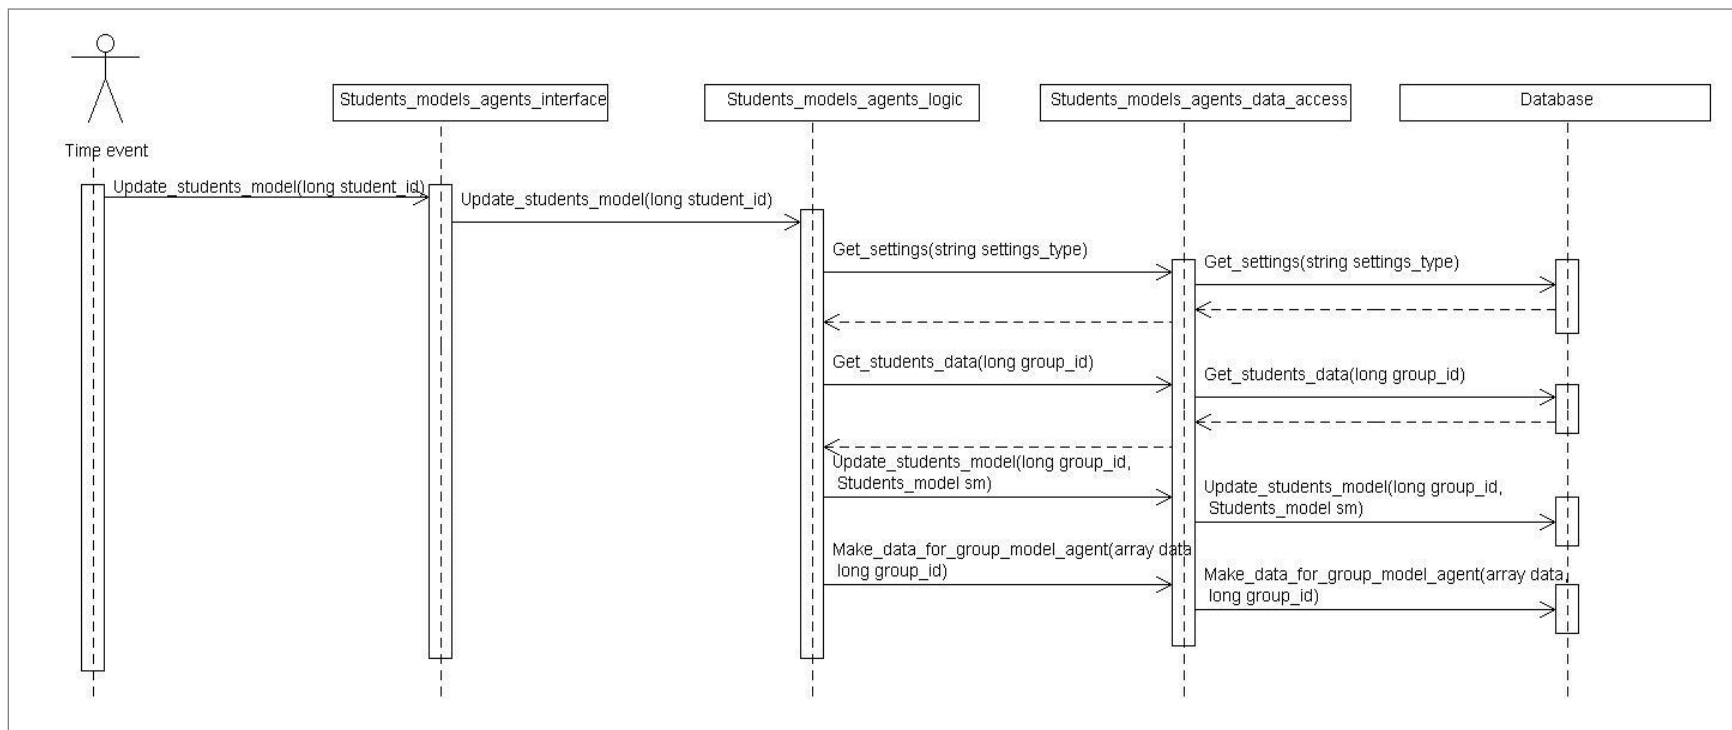 Students_models_agents_interface
Students_models_agents_logic
Students_models_agents_data_access
Database
Time event
Update_students_model(long student_id)
Update_students_model(long student_id)
Get_settings(string settings_type)
Get_settings(string settings_type)
Get_students_data(long group_id)
Get_students_data(long group_id)
Update_students_model(long group_id,
Students_model sm)
Update_students_model(long group_id,
Students_model sm)
Make_data_for_group_model_agent(array data
long group_id)
Make_data_for_group_model_agent(array data,
long group_id)